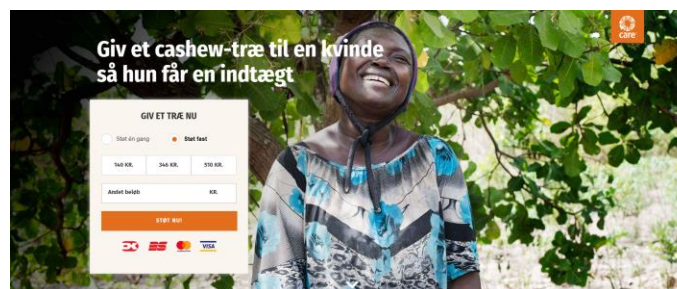 Giv et cashew-træ til en kvinde
så hun får en indtægt
care
GIV ET TRÆ NU
Støt én gang
Støt fast
140 KR.
346 KR.
510 KR.
Andet beløb
KR.
STØT NU!
VISA